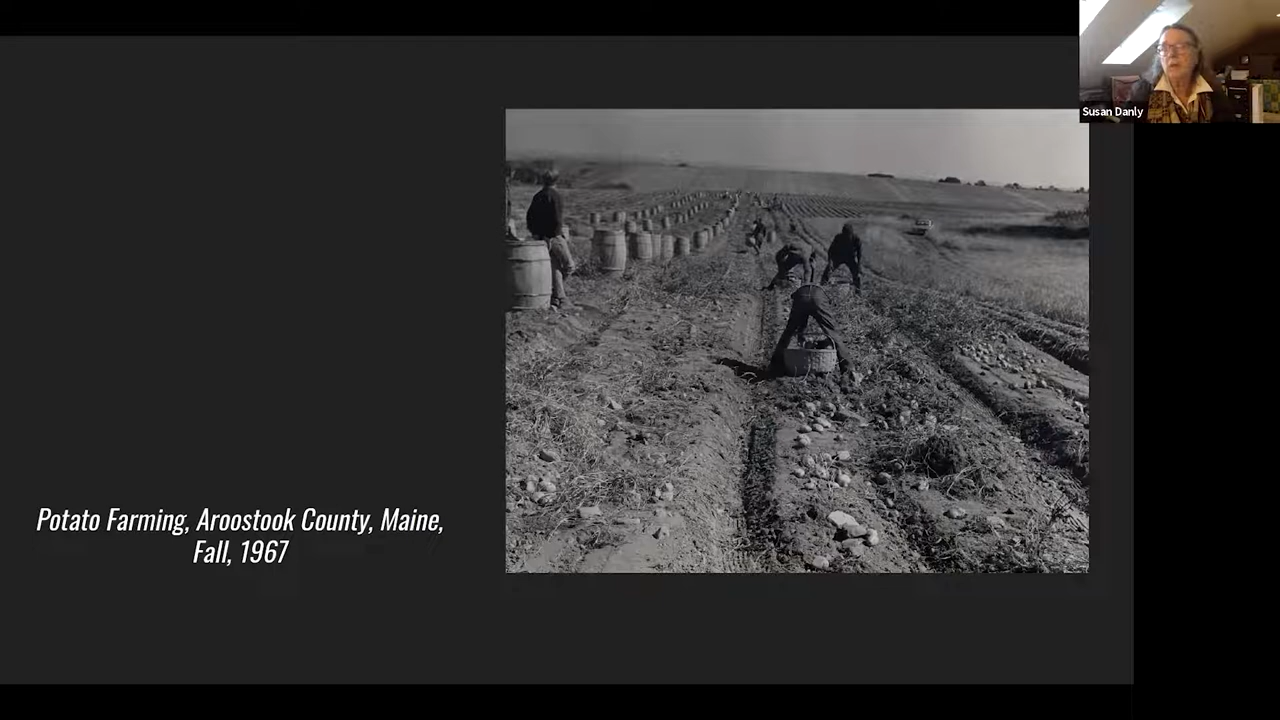 Susan Danly
Potato Farming, Aroostook County, Maine,
Fall, 1967